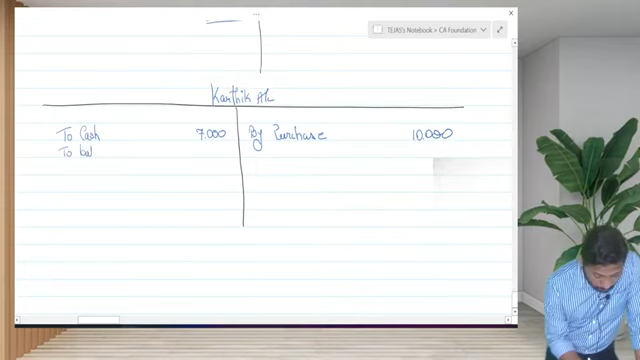 TEJAS's Notebook > CA Foundation
Karthik A/c
To Cash 7.000 By Purchase 10.000
To bal